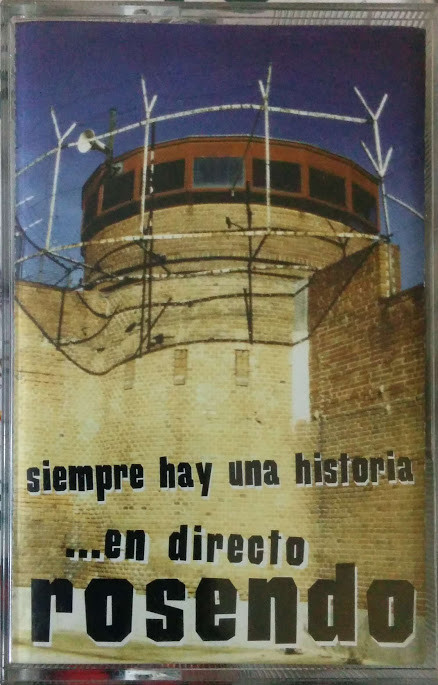 siempre hay una historia
...en directo
rosendo